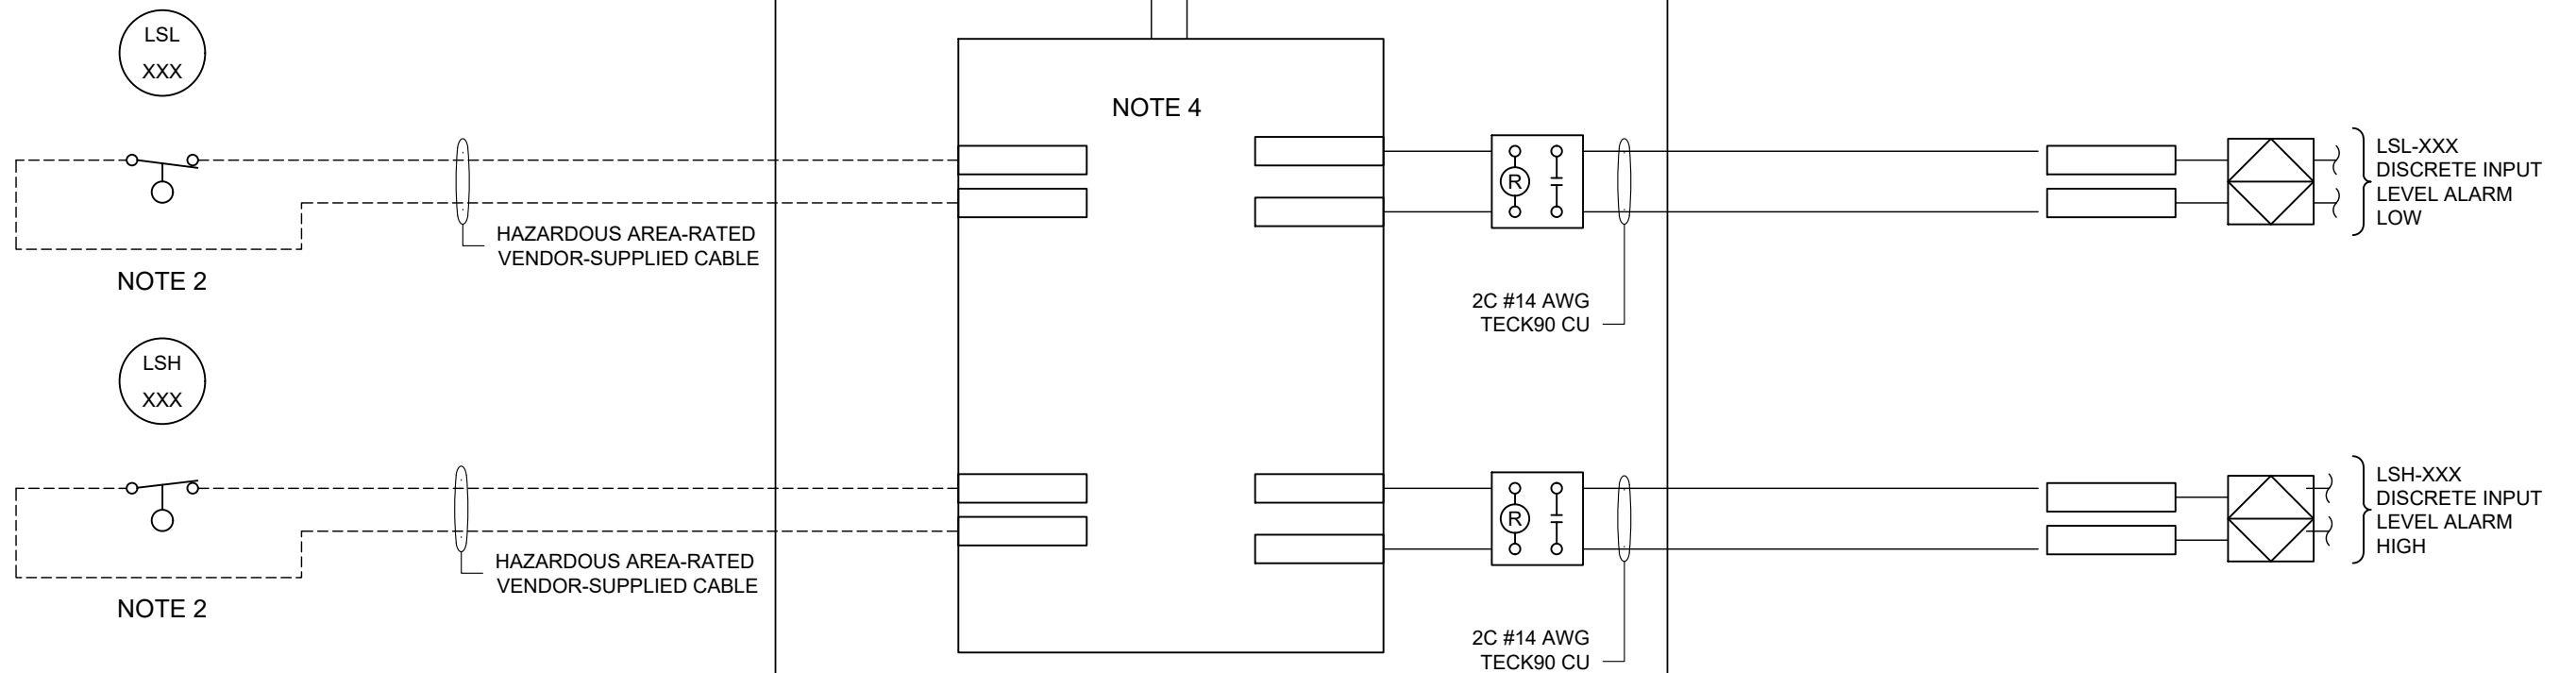 LSL
XXX
NOTE 2
HAZARDOUS AREA-RATED
VENDOR-SUPPLIED CABLE
NOTE 4
R
2C #14 AWG
TECK90 CU
LSL-XXX
DISCRETE INPUT
LEVEL ALARM
LOW
LSH
XXX
NOTE 2
HAZARDOUS AREA-RATED
VENDOR-SUPPLIED CABLE
R
2C #14 AWG
TECK90 CU
LSH-XXX
DISCRETE INPUT
LEVEL ALARM
HIGH